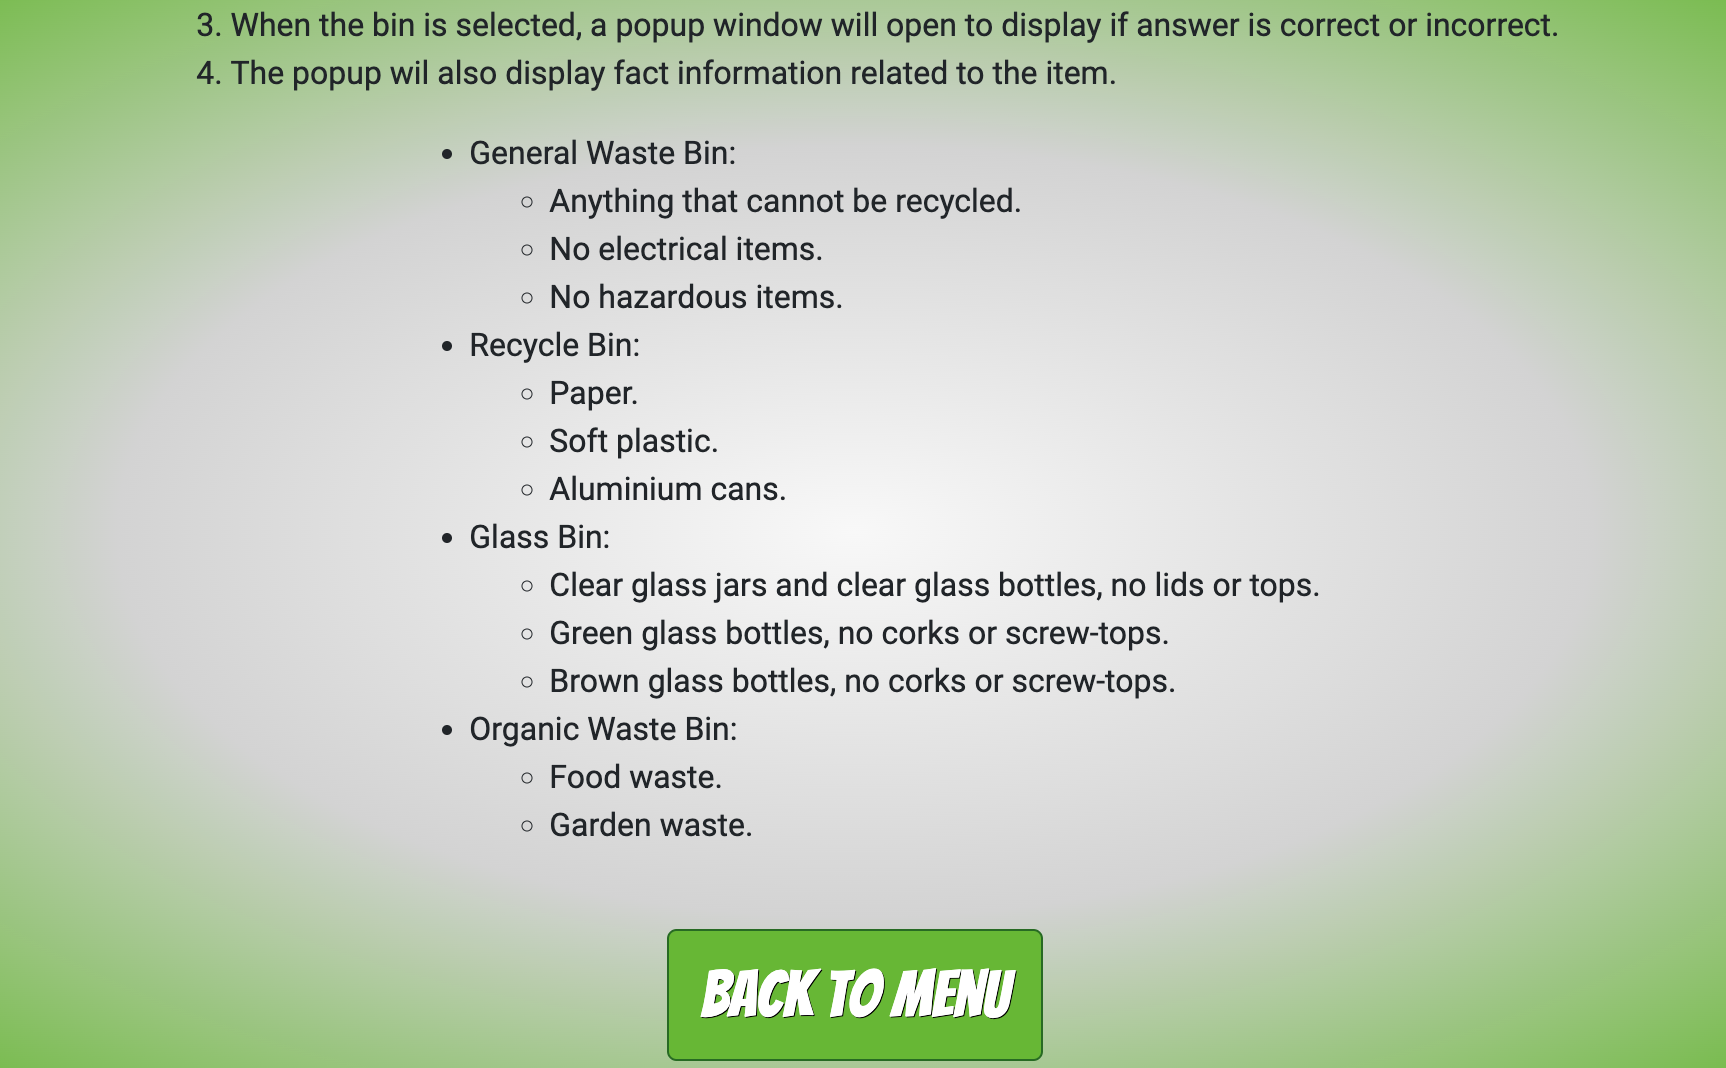 3. When the bin is selected, a popup window will open to display if answer is correct or incorrect.
4. The popup wil also display fact information related to the item.
• General Waste Bin:
○ Anything that cannot be recycled.
○ No electrical items.
○ No hazardous items.
• Recycle Bin:
○ Paper.
○ Soft plastic.
○ Aluminium cans.
• Glass Bin:
○ Clear glass jars and clear glass bottles, no lids or tops.
○ Green glass bottles, no corks or screw-tops.
○ Brown glass bottles, no corks or screw-tops.
• Organic Waste Bin:
○ Food waste.
○ Garden waste.
BACK TO MENU